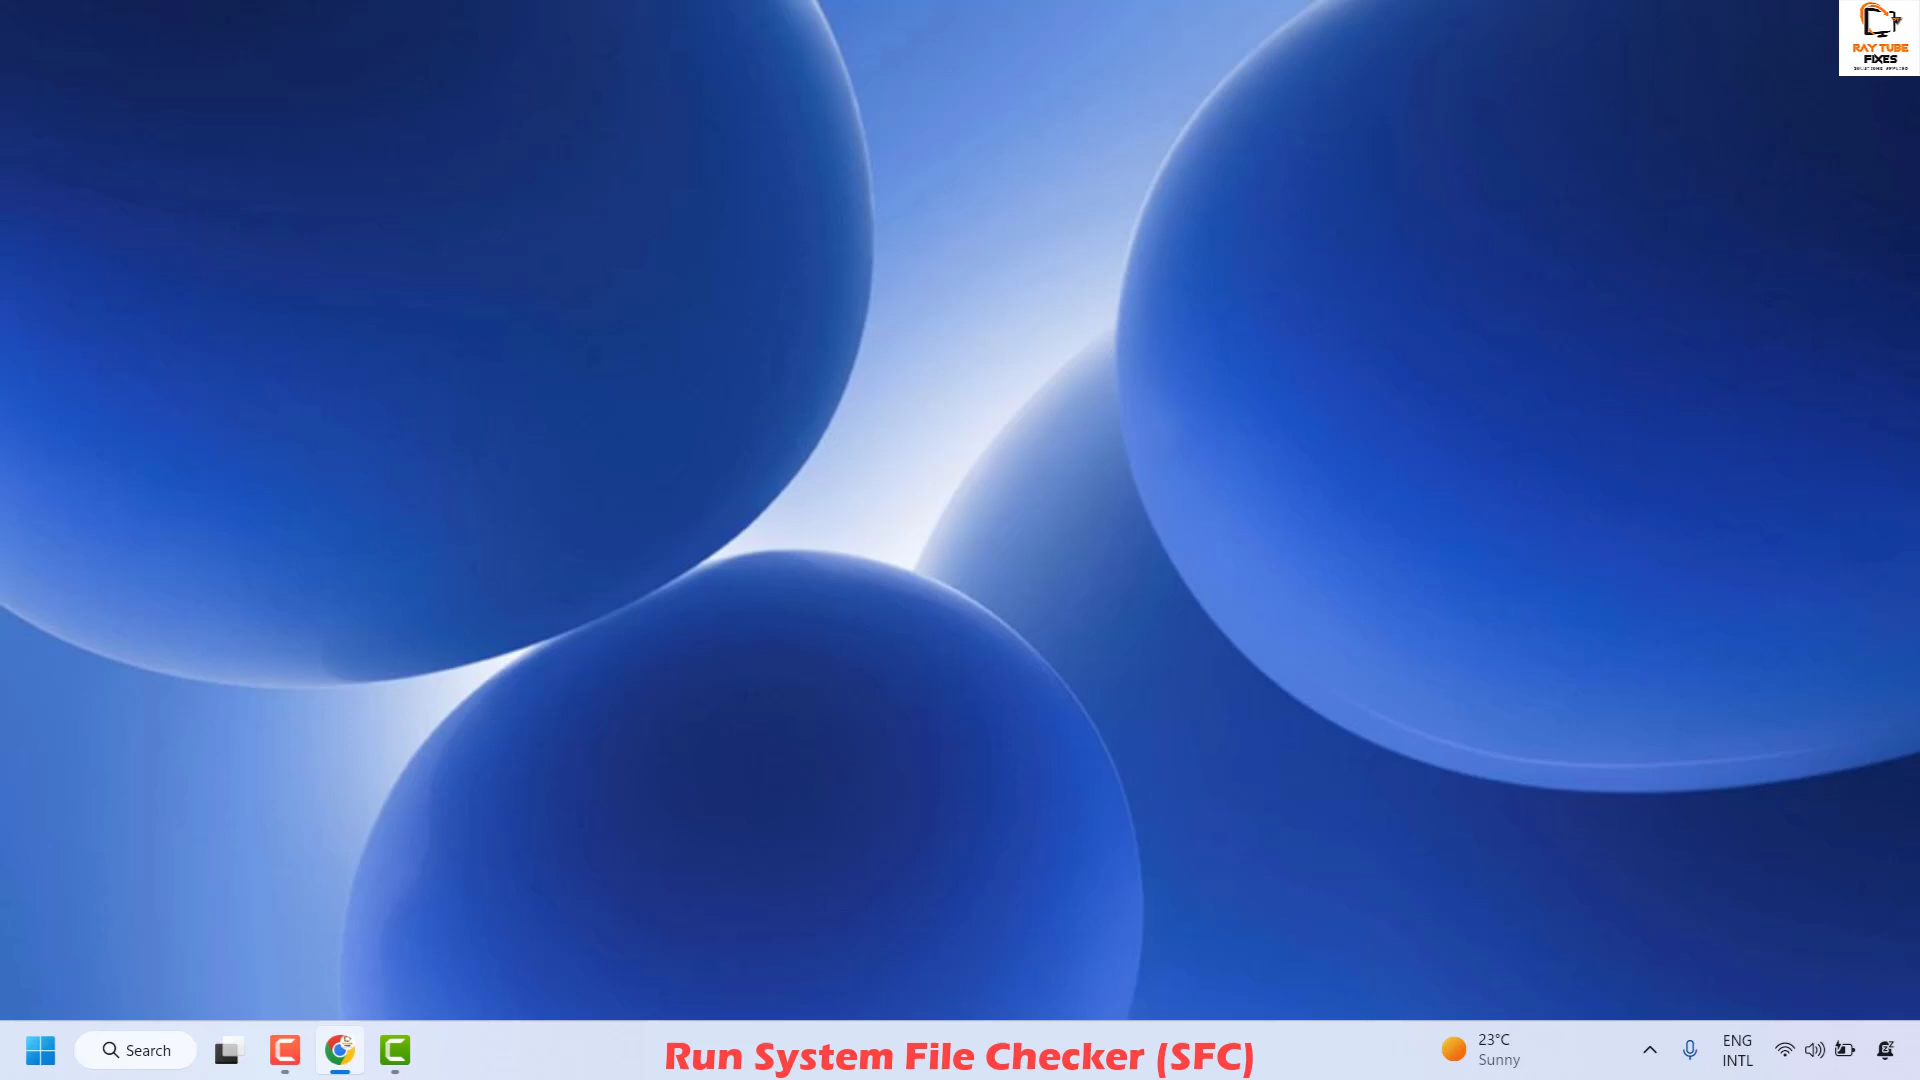 RAY TUBE
FIXES
Search
Run System File Checker (SFC)
23°C
Sunny
ENG
INTL